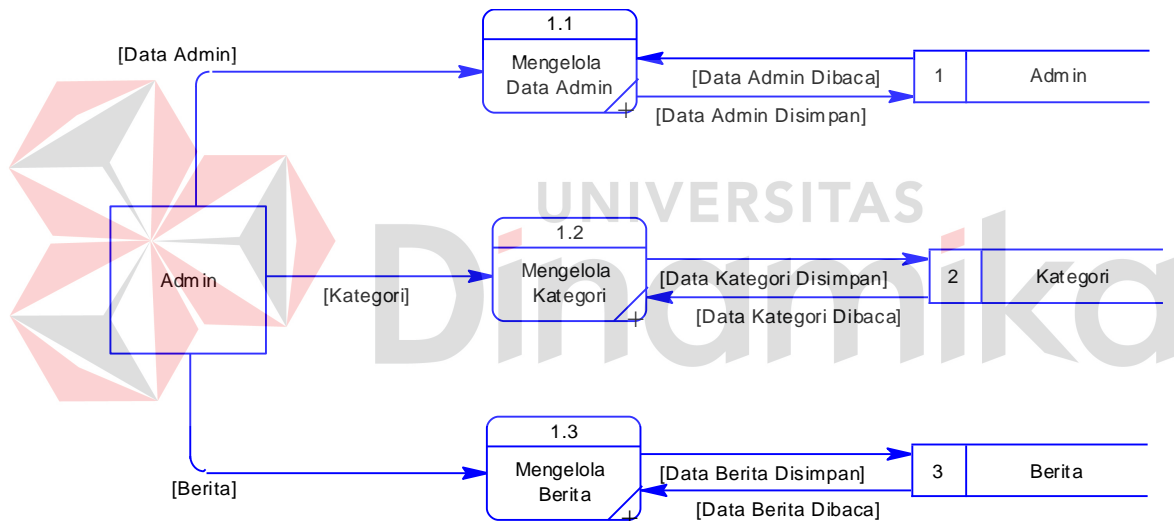 1.1
[Data Admin]
Mengelola
Data Admin
[Data Admin Dibaca]
1
Admin
[Data Admin Disimpan]
UNIVERSITAS
Dinamika
Admin
[Kategori]
1.2
Mengelola
Kategori
[Data Kategori Disimpan]
2
Kategori
[Data Kategori Dibaca]
1.3
[Berita]
Mengelola
Berita
[Data Berita Disimpan]
3
Berita
[Data Berita Dibaca]